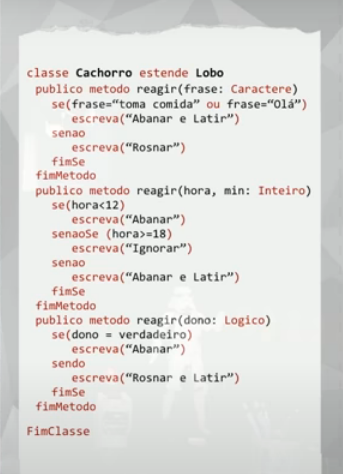 classe Cachorro estende Lobo
publico metodo reagir(frase: Caractere)
se(frase=“toma comida” ou frase=“Olá”)
escreva(“Abanar e Latir”)
senao
escreva(“Rosnar”)
fimSe
fimMetodo
publico metodo reagir(hora, min: Inteiro)
se(hora<12)
escreva(“Abanar”)
senaoSe (hora>=18)
escreva(“Ignorar”)
senao
escreva(“Abanar e Latir”)
fimSe
fimMetodo
publico metodo reagir(dono: Logico)
se(dono = verdadeiro)
escreva(“Abanar”)
sendo
escreva(“Rosnar e Latir”)
fimSe
fimMetodo
FimClasse